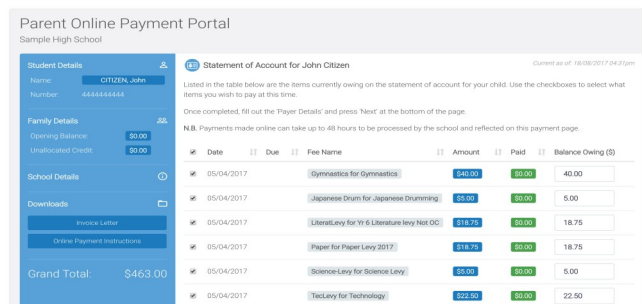 Parent Online Payment Portal
Sample High School
Student Details
Name: CITIZEN, John
Number: 4444444444
Family Details
Opening Balance: $0.00
Unallocated Credit: $0.00
School Details
Downloads
Invoice Letter
Online Payment Instructions
Grand Total: $463.00
Statement of Account for John Citizen
Current as of: 18/08/2017 04:31pm
Listed in the table below are the items currently owing on the statement of account for your child. Use the checkboxes to select what
items you wish to pay at this time.
Once completed, fill out the 'Payer Details' and press 'Next' at the bottom of the page.
N.B. Payments made online can take up to 48 hours to be processed by the school and reflected on this payment page.
Date Due Fee Name Amount Paid Balance Owing ($)
05/04/2017 Gymnastics for Gymnastics $40.00 $0.00 40.00
05/04/2017 Japanese Drum for Japanese Drumming $5.00 $0.00 5.00
05/04/2017 LiteratLevy for Yr 6 Literature levy Not OC $18.75 $0.00 18.75
05/04/2017 Paper for Paper Levy 2017 $18.75 $0.00 18.75
05/04/2017 Science-Levy for Science Levy $5.00 $0.00 5.00
05/04/2017 TecLevy for Technology $22.50 $0.00 22.50